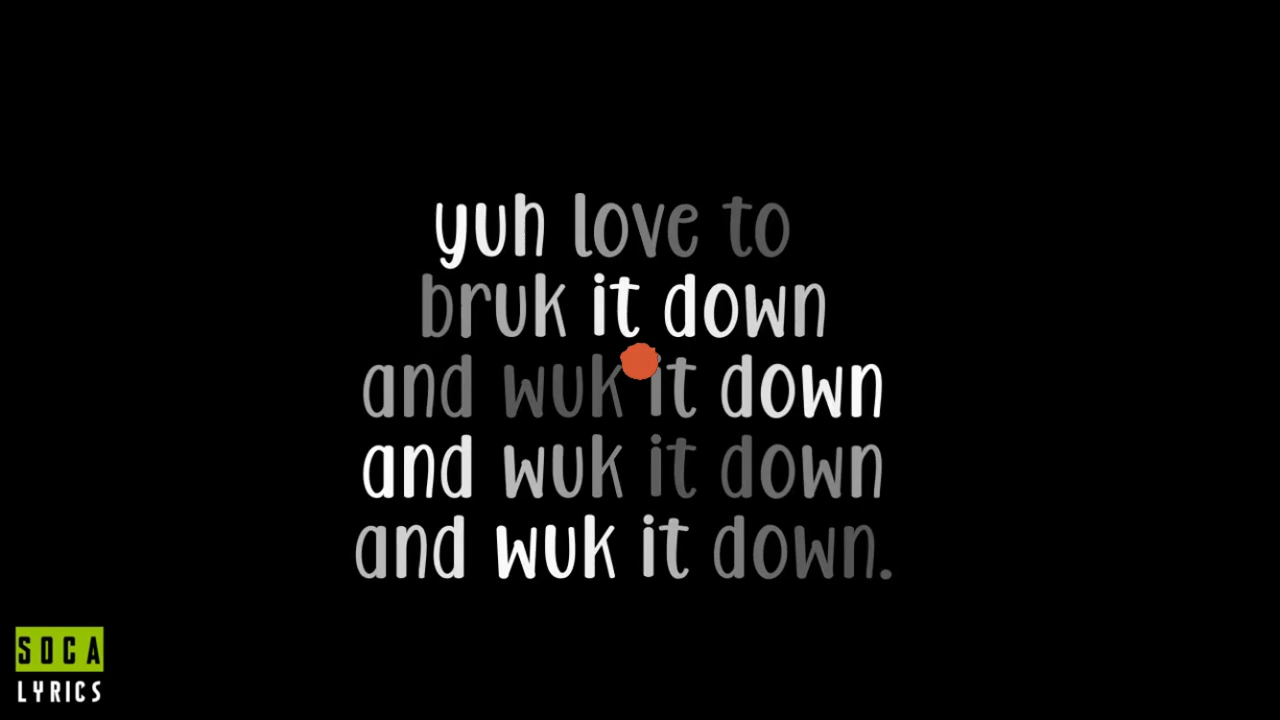 yuh love to
bruk it down
and wuk it down
and wuk it down
and wuk it down.
SOCA
LYRICS